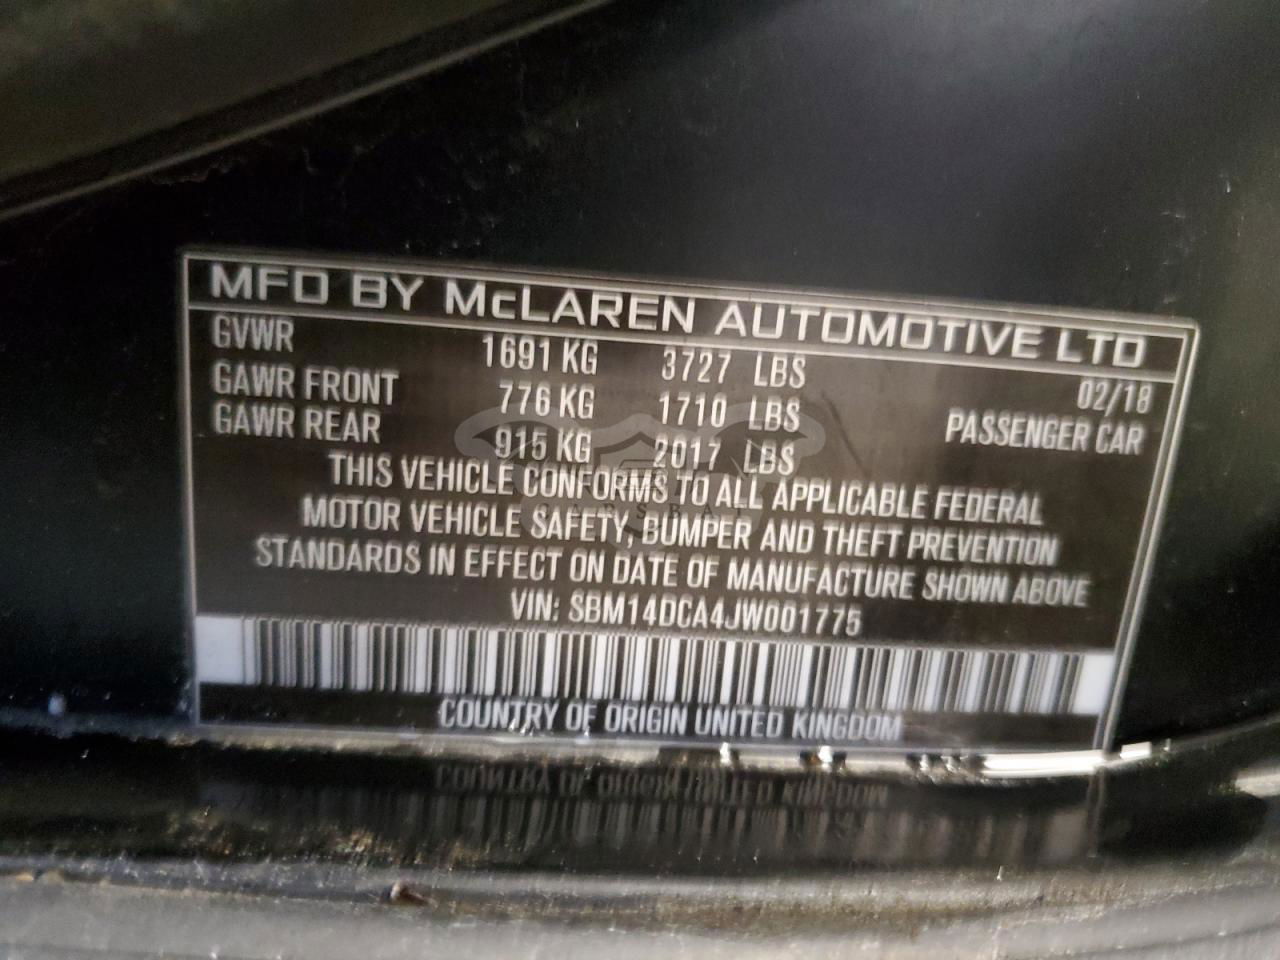 MFD BY McLAREN AUTOMOTIVE LTD
GVWR 1691 KG 3727 LBS 02/18
GAWR FRONT 776 KG 1710 LBS PASSENGER CAR
GAWR REAR 915 KG 2017 LBS
THIS VEHICLE CONFORMS TO ALL APPLICABLE FEDERAL
MOTOR VEHICLE SAFETY, BUMPER AND THEFT PREVENTION
STANDARDS IN EFFECT ON DATE OF MANUFACTURE SHOWN ABOVE
VIN: SBM14DCA4JW001775
COUNTRY OF ORIGIN UNITED KINGDOM